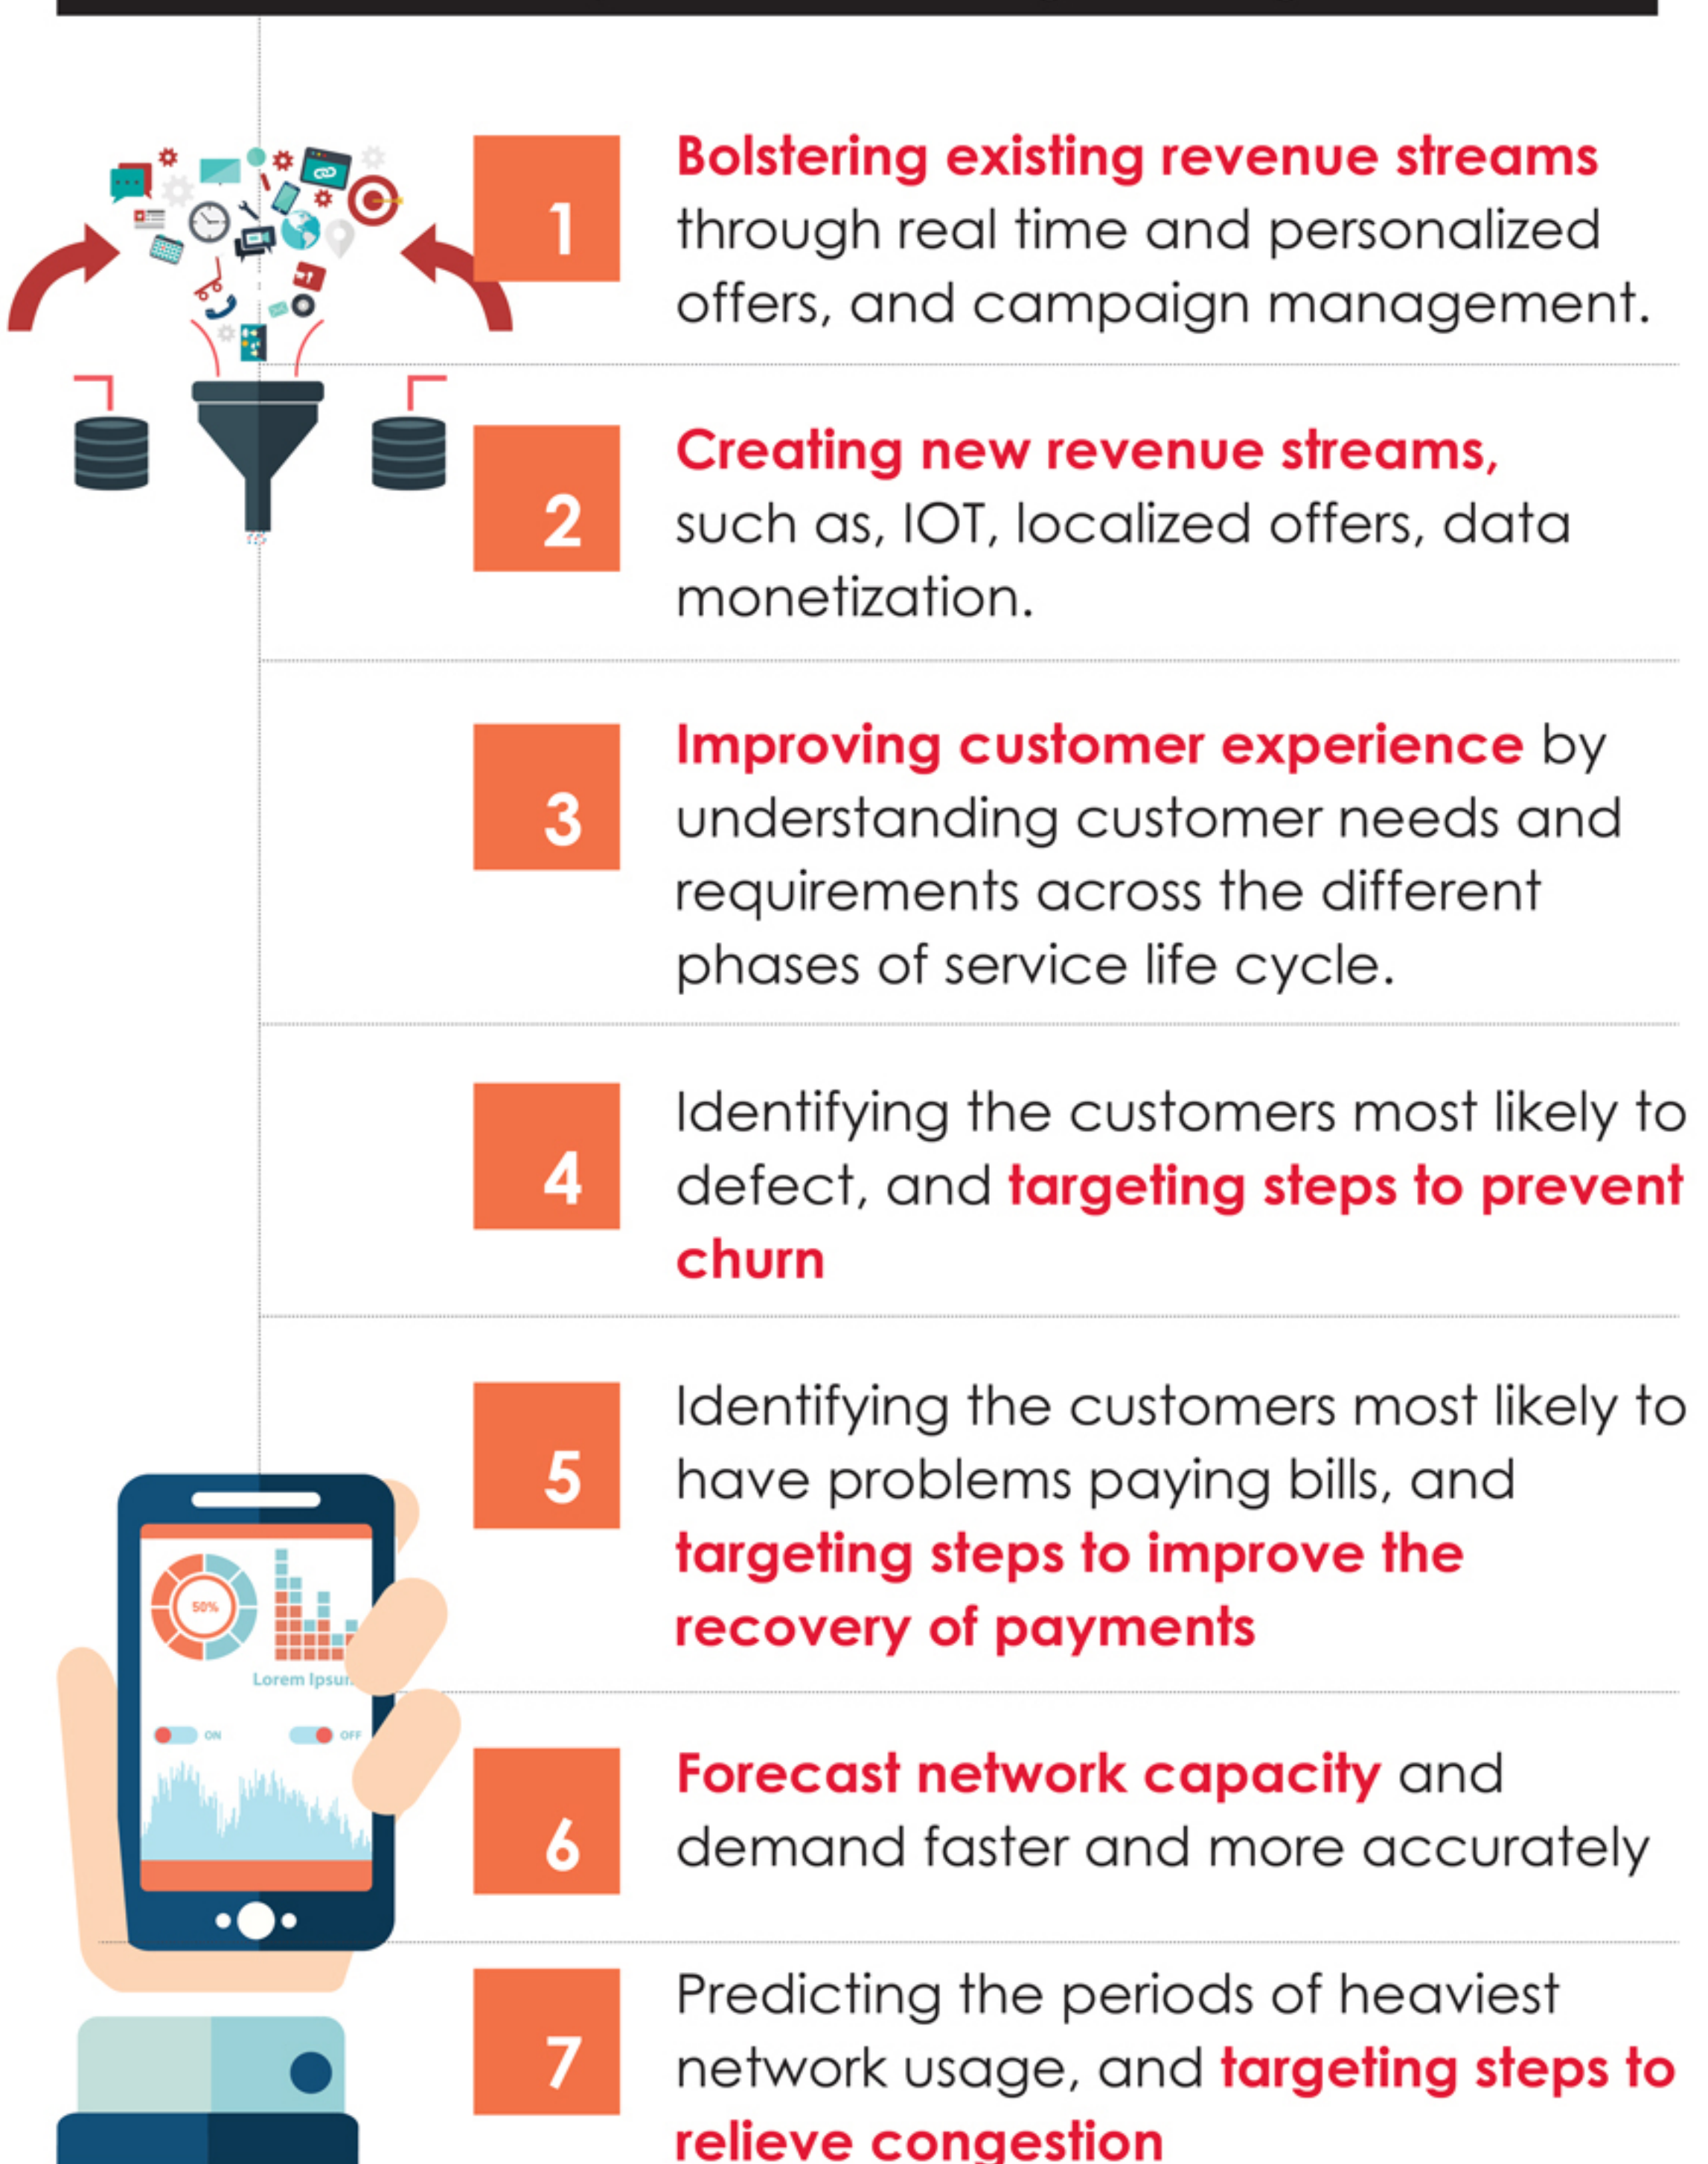 1
Bolstering existing revenue streams
through real time and personalized
offers, and campaign management.
2
Creating new revenue streams,
such as, IOT, localized offers, data
monetization.
3
Improving customer experience by
understanding customer needs and
requirements across the different
phases of service life cycle.
4
Identifying the customers most likely to
defect, and targeting steps to prevent
churn
5
Identifying the customers most likely to
have problems paying bills, and
targeting steps to improve the
recovery of payments
50%
Lorem Ipsum
ON OFF
6
Forecast network capacity and
demand faster and more accurately
7
Predicting the periods of heaviest
network usage, and targeting steps to
relieve congestion